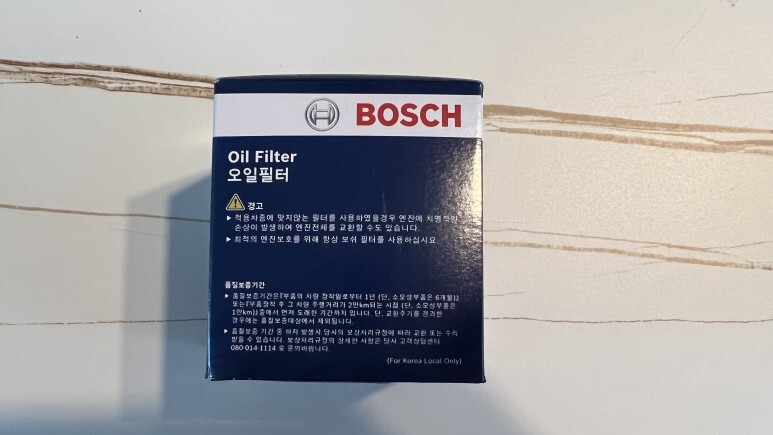 BOSCH
Oil Filter
오일필터
경고
▶ 적용차종에 맞지않는 필터를 사용하였을경우 엔진에 치명적인
손상이 발생하여 엔진전체를 교환할 수도 있습니다.
▶ 최적의 엔진보호를 위해 항상 보쉬 필터를 사용하십시요.
품질보증기간
▶ 품질보증기간은『부품의 차량 장착일로부터 1년 (단, 소모성부품은 6개월)』
또는『부품장착 후 그 차량 주행거리가 2만km되는 시점 (단, 소모성부품은
1만km)』중에서 먼저 도래한 기간까지 입니다. 단, 교환주기를 경과한
경우에는 품질보증대상에서 제외됩니다.
▶ 품질보증 기간 중 하자 발생시 당사의 보상처리규정에 따라 교환 또는 수리
받을 수 있습니다. 보상처리규정의 상세한 사항은 당사 고객상담센터
080-014-1114 로 문의바랍니다.
(For Korea Local Only)